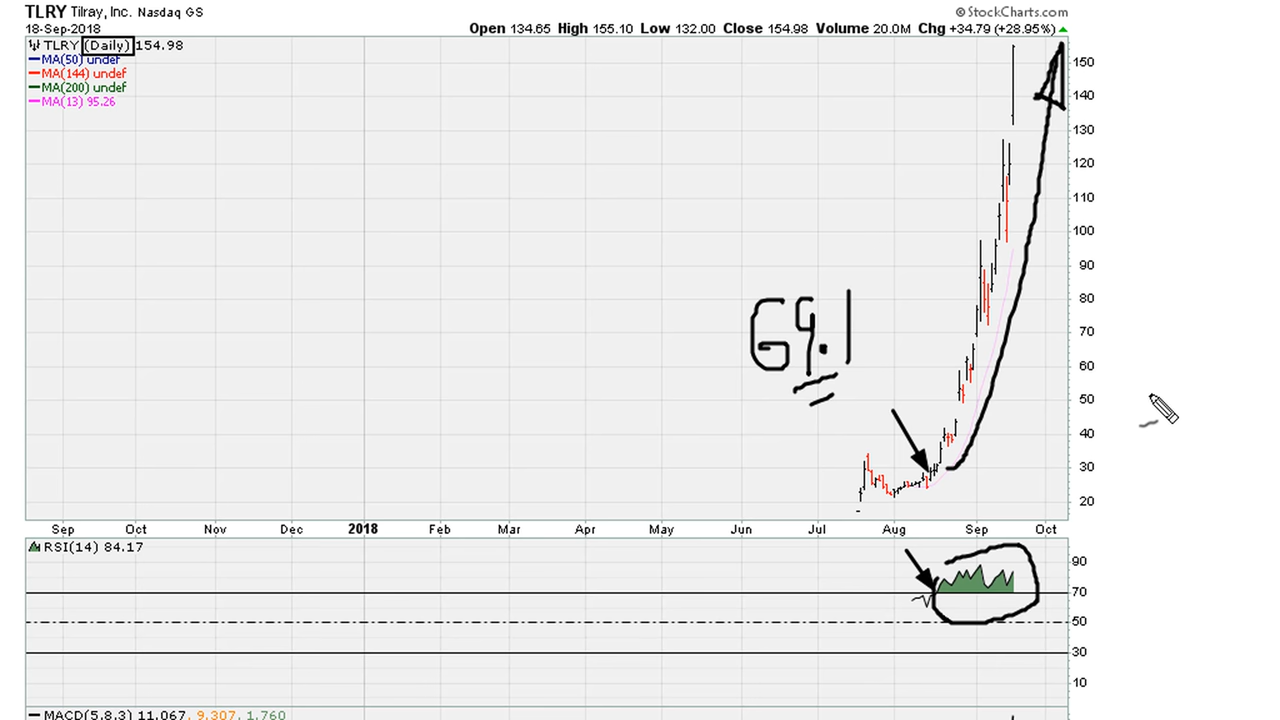 TLRY Tilray, Inc. Nasdaq GS
© StockCharts.com
18-Sep-2018
Open 134.65 High 155.10 Low 132.00 Close 154.98 Volume 20.0M Chg +34.79 (+28.95%)
TLRY (Daily) 154.98
MA(50) undef
MA(144) undef
MA(200) undef
MA(13) 95.26
150
140
130
120
110
100
90
80
70
60
50
40
30
20
G9.1
Sep Oct Nov Dec 2018 Feb Mar Apr May Jun Jul Aug Sep Oct
RSI(14) 84.17
90
70
50
30
10
MACD(5,8,3) 11.067, 9.307, 1.760